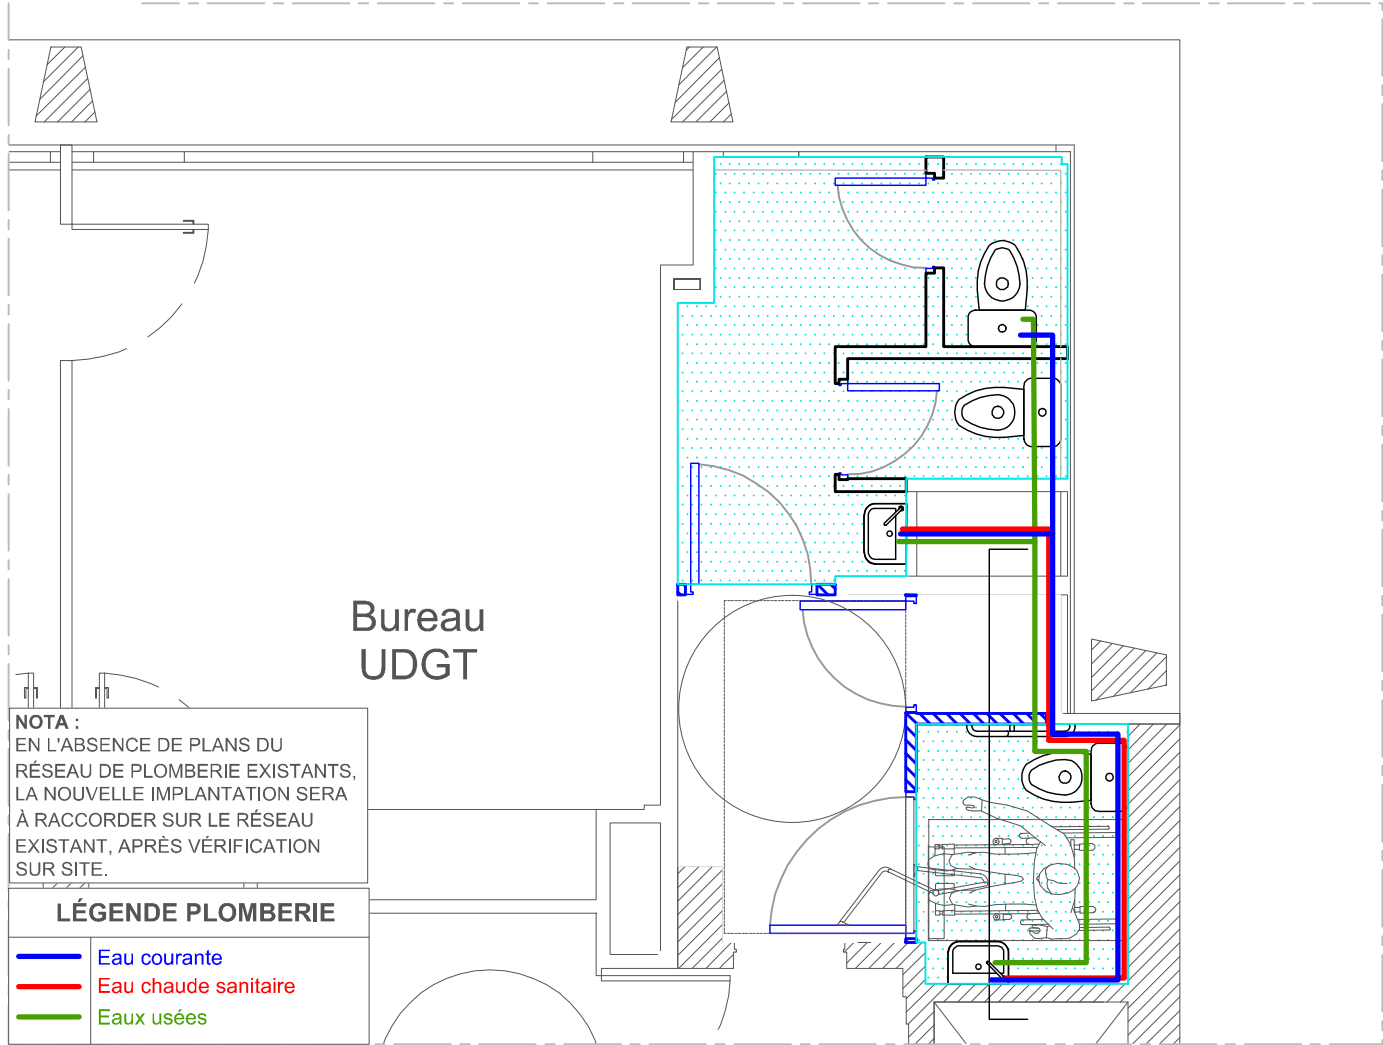 Bureau
UDGT
NOTA :
EN L'ABSENCE DE PLANS DU
RÉSEAU DE PLOMBERIE EXISTANTS,
LA NOUVELLE IMPLANTATION SERA
À RACCORDER SUR LE RÉSEAU
EXISTANT, APRÈS VÉRIFICATION
SUR SITE.
LÉGENDE PLOMBERIE
Eau courante
Eau chaude sanitaire
Eaux usées